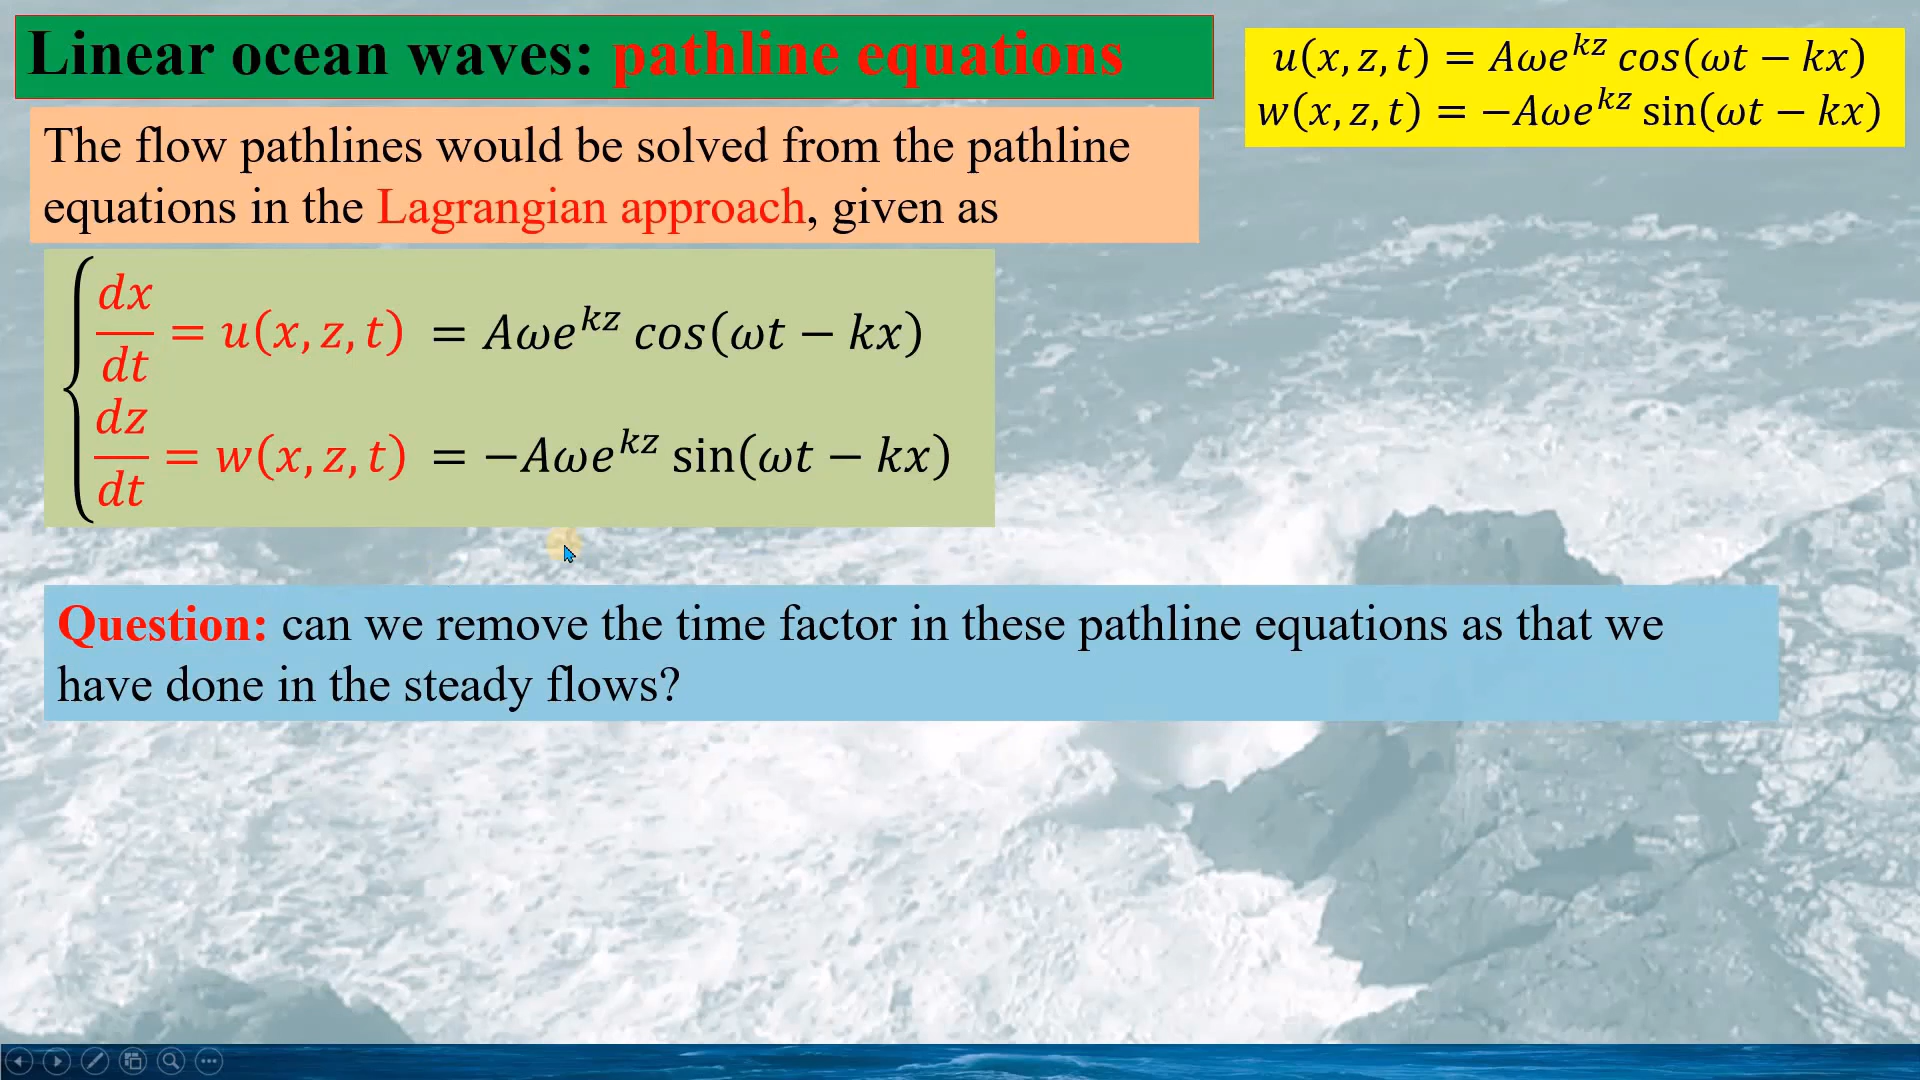 Linear ocean waves: pathline equations
u(x, z, t) = Aωe^{kz} cos(ωt − kx)
w(x, z, t) = −Aωe^{kz} sin(ωt − kx)
The flow pathlines would be solved from the pathline
equations in the Lagrangian approach, given as
dx/dt = u(x, z, t) = Aωe^{kz} cos(ωt − kx)
dz/dt = w(x, z, t) = −Aωe^{kz} sin(ωt − kx)
Question: can we remove the time factor in these pathline equations as that we
have done in the steady flows?